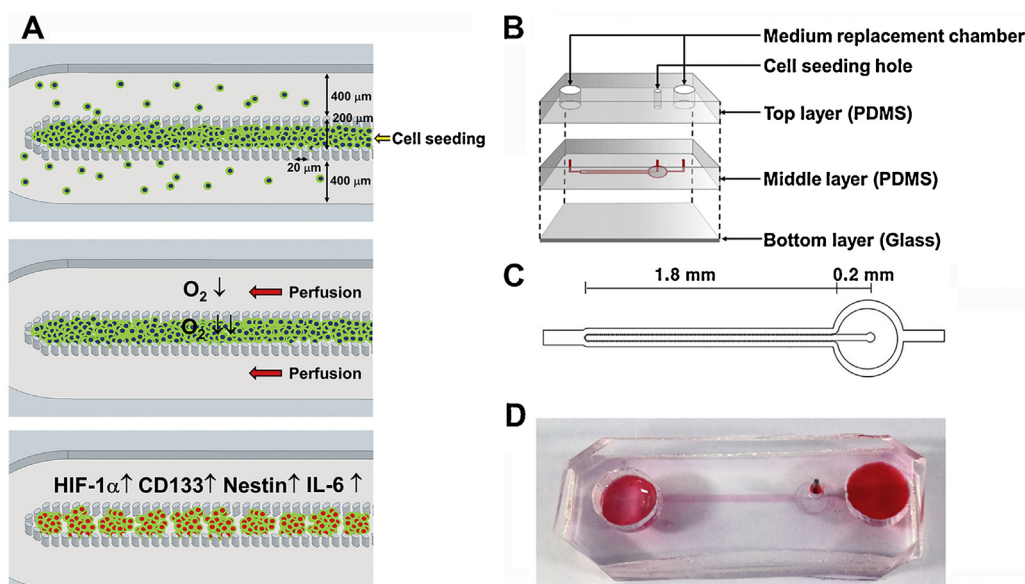 A
400 μm
200 μm
Cell seeding
20
μm
400 μm
O2 ↓
Perfusion
O2 ↓↓
Perfusion
HIF-1α↑ CD133↑ Nestin↑ IL-6 ↑
B
Medium replacement chamber
Cell seeding hole
Top layer (PDMS)
Middle layer (PDMS)
Bottom layer (Glass)
C
1.8 mm
0.2 mm
D